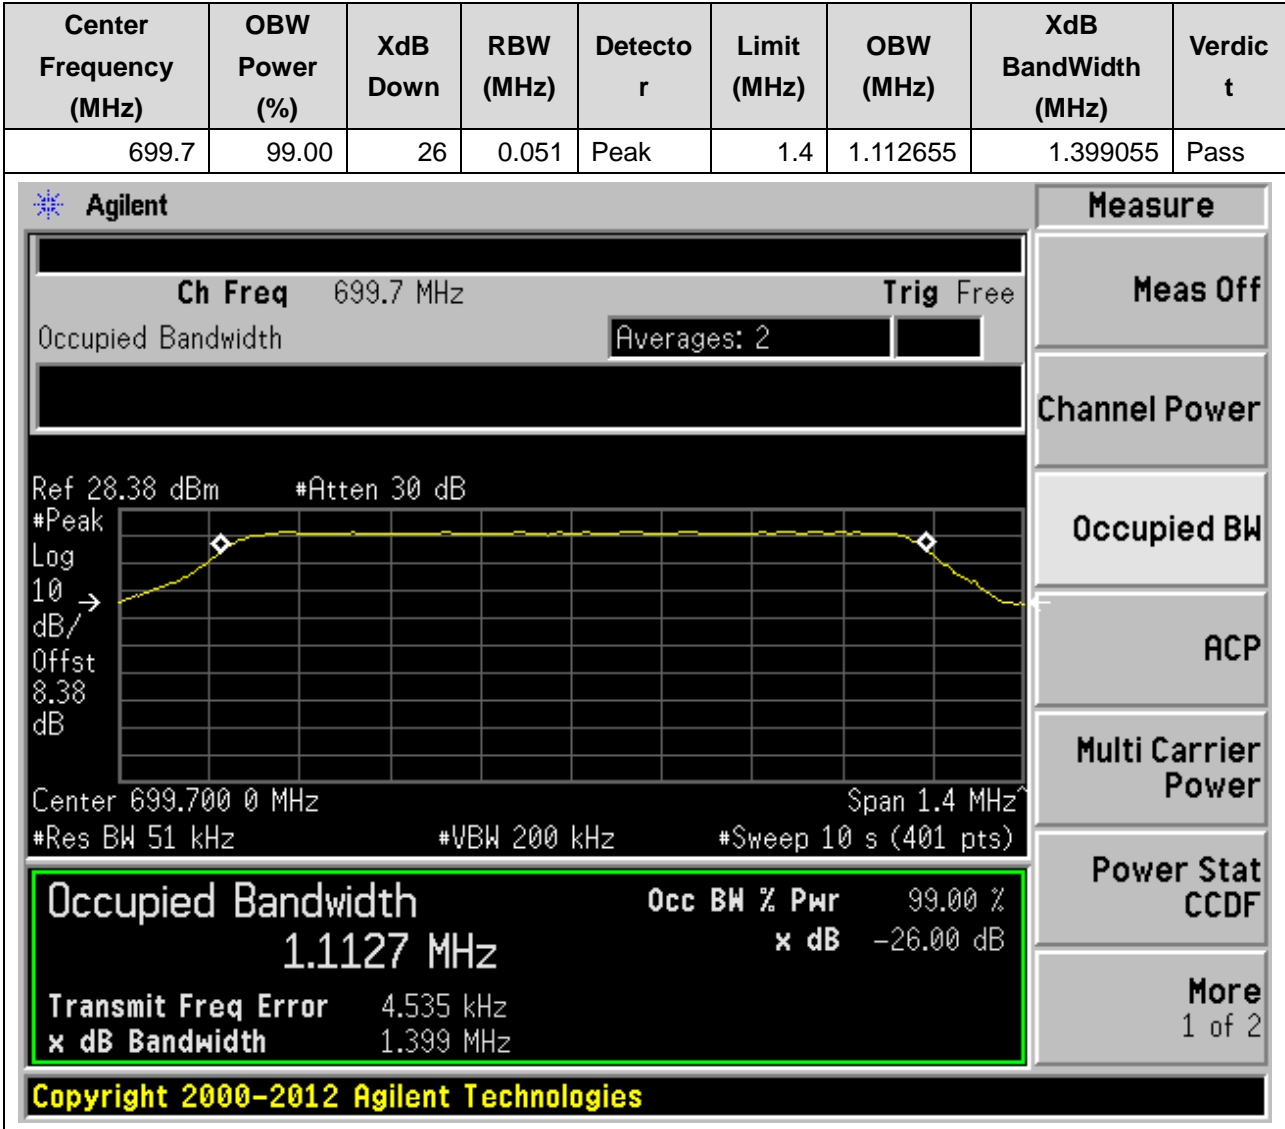 Center Frequency (MHz) OBW Power (%) XdB Down RBW (MHz) Detecto r Limit (MHz) OBW (MHz) XdB BandWidth (MHz) Verdic t
699.7 99.00 26 0.051 Peak 1.4 1.112655 1.399055 Pass
Agilent
Measure
Ch Freq 699.7 MHz Trig Free
Occupied Bandwidth Averages: 2
Meas Off
Channel Power
Occupied BW
ACP
Multi Carrier
Power
Power Stat
CCDF
More
1 of 2
Ref 28.38 dBm #Atten 30 dB
#Peak
Log
10
dB/
Offst
8.38
dB
Center 699.700 0 MHz Span 1.4 MHz^
#Res BW 51 kHz #VBW 200 kHz #Sweep 10 s (401 pts)
Occupied Bandwidth
1.1127 MHz
Occ BW % Pwr 99.00 %
x dB -26.00 dB
Transmit Freq Error 4.535 kHz
x dB Bandwidth 1.399 MHz
Copyright 2000-2012 Agilent Technologies